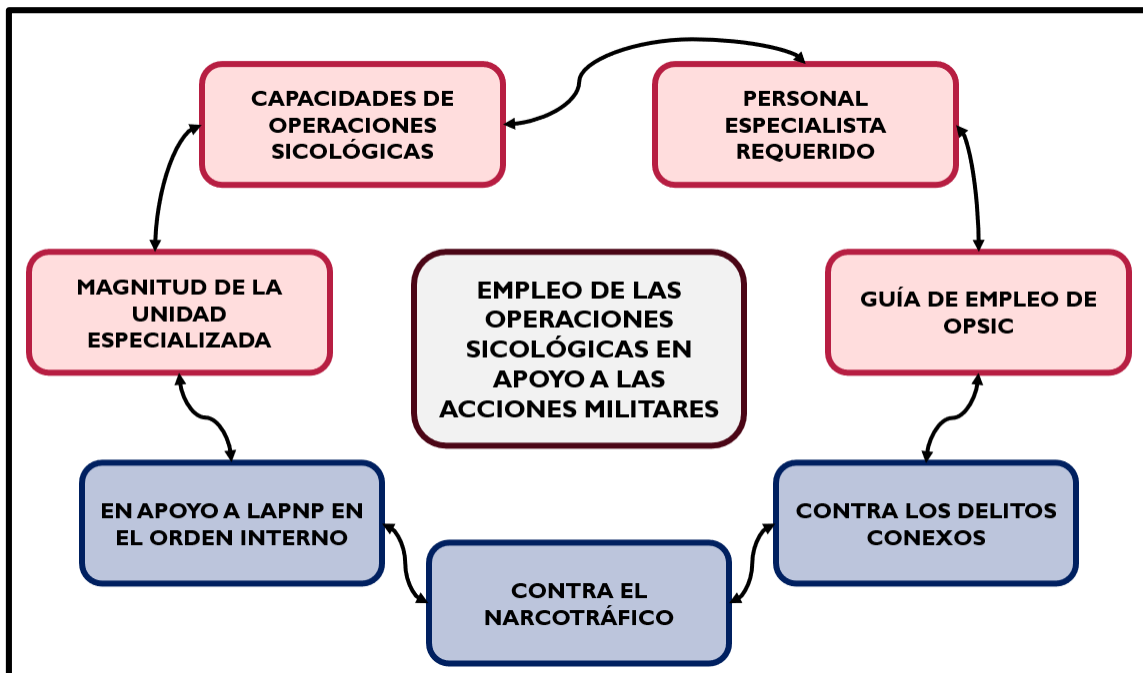 CAPACIDADES DE
OPERACIONES
SICOLÓGICAS
PERSONAL
ESPECIALISTA
REQUERIDO
MAGNITUD DE LA
UNIDAD
ESPECIALIZADA
EMPLEO DE LAS
OPERACIONES
SICOLÓGICAS EN
APOYO A LAS
ACCIONES MILITARES
GUÍA DE EMPLEO DE
OPSIC
EN APOYO A LAPNP EN
EL ORDEN INTERNO
CONTRA EL
NARCOTRÁFICO
CONTRA LOS DELITOS
CONEXOS